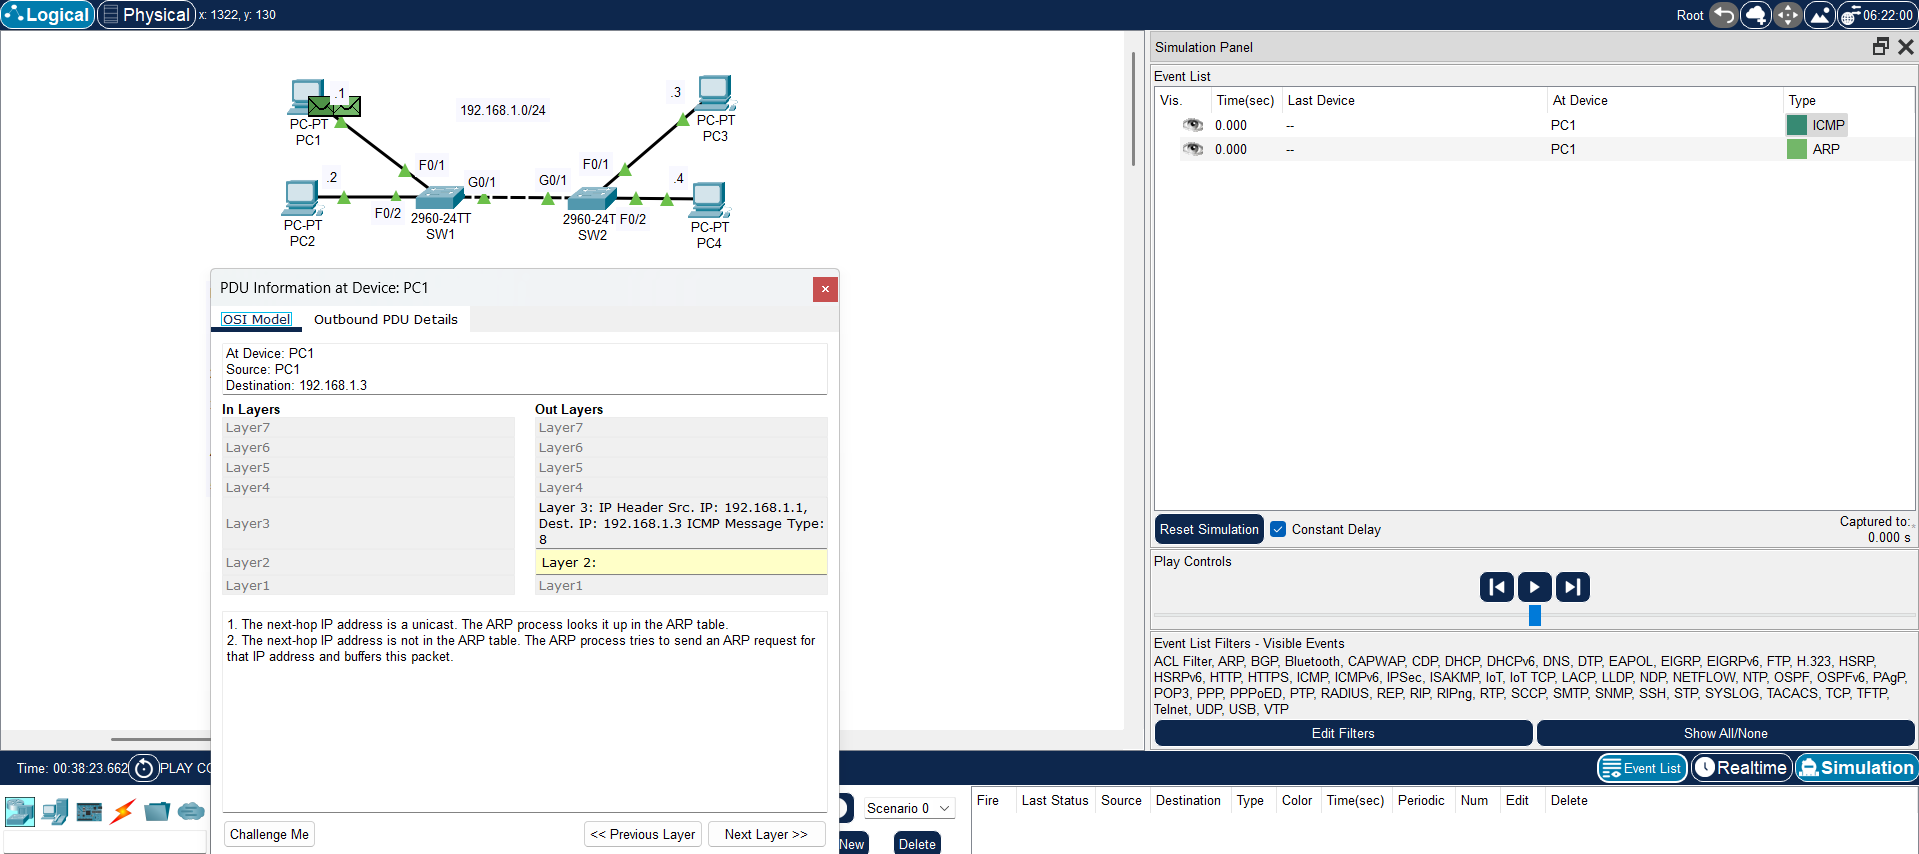 Logical Physical x: 1322, y: 130 Root 06:22:00
.1
PC-PT
PC1
192.168.1.0/24
.3
PC-PT
PC3
.2
PC-PT
PC2
F0/1
F0/2
G0/1
2960-24TT
SW1
G0/1
F0/1
2960-24T F0/2
SW2
.4
PC-PT
PC4
PDU Information at Device: PC1
OSI Model Outbound PDU Details
At Device: PC1
Source: PC1
Destination: 192.168.1.3
In Layers Out Layers
Layer7 Layer7
Layer6 Layer6
Layer5 Layer5
Layer4 Layer4
Layer3
Layer 3: IP Header Src. IP: 192.168.1.1,
Dest. IP: 192.168.1.3 ICMP Message Type:
8
Layer2 Layer 2:
Layer1 Layer1
1. The next-hop IP address is a unicast. The ARP process looks it up in the ARP table.
2. The next-hop IP address is not in the ARP table. The ARP process tries to send an ARP request for
that IP address and buffers this packet.
Challenge Me << Previous Layer Next Layer >>
Simulation Panel
Event List
Vis. Time(sec) Last Device At Device Type
0.000 -- PC1 ICMP
0.000 -- PC1 ARP
Reset Simulation Constant Delay Captured to:
0.000 s
Play Controls
Event List Filters - Visible Events
ACL Filter, ARP, BGP, Bluetooth, CAPWAP, CDP, DHCP, DHCPv6, DNS, DTP, EAPOL, EIGRP, EIGRPv6, FTP, H.323, HSRP,
HSRPv6, HTTP, HTTPS, ICMP, ICMPv6, IPSec, ISAKMP, IoT, IoT TCP, LACP, LLDP, NDP, NETFLOW, NTP, OSPF, OSPFv6, PAgP,
POP3, PPP, PPPoED, PTP, RADIUS, REP, RIP, RIPng, RTP, SCCP, SMTP, SNMP, SSH, STP, SYSLOG, TACACS, TCP, TFTP,
Telnet, UDP, USB, VTP
Edit Filters Show All/None
Time: 00:38:23.662 PLAY CO Event List Realtime Simulation
Scenario 0
New Delete
Fire Last Status Source Destination Type Color Time(sec) Periodic Num Edit Delete